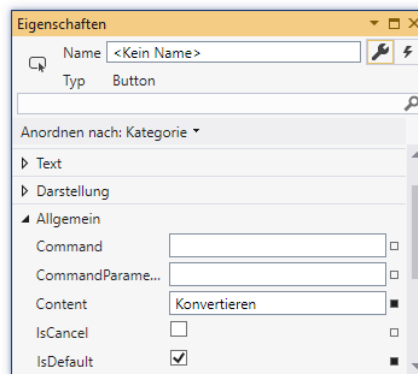 Eigenschaften
Name <Kein Name>
Typ Button
Anordnen nach: Kategorie
Text
Darstellung
Allgemein
Command
CommandParame...
Content Konvertieren
IsCancel
IsDefault